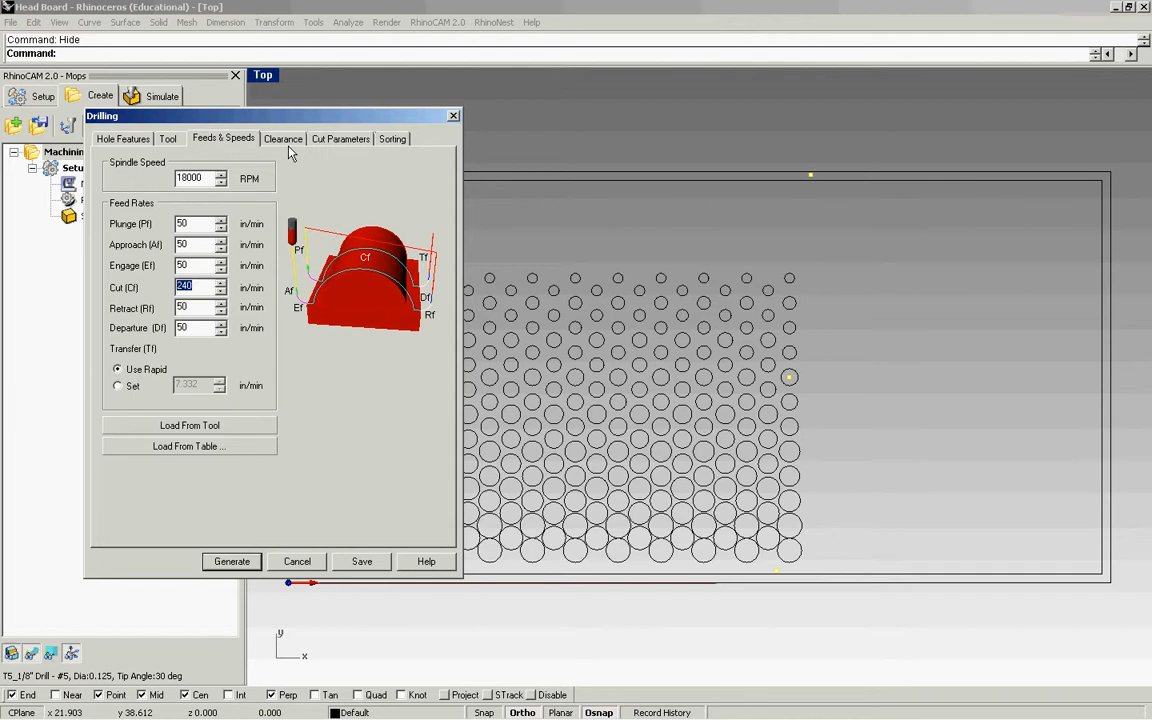 Head Board - Rhinoceros (Educational) - [Top]
File Edit View Curve Surface Solid Mesh Dimension Transform Tools Analyze Render RhinoCAM 2.0 RhinoNest Help
Command: Hide
Command:
RhinoCAM 2.0 - Mops
Top
Setup Create Simulate
Drilling
Hole Features Tool Feeds & Speeds Clearance Cut Parameters Sorting
Machinin
Setu
Spindle Speed
18000 RPM
Feed Rates
Plunge (Pf) 50 in/min
Approach (Af) 50 in/min
Engage (Ef) 50 in/min
Cut (Cf) 240 in/min
Retract (Rf) 50 in/min
Departure (Df) 50 in/min
Transfer (Tf)
Use Rapid
Set 7.332 in/min
Pf Cf Tf
Af Df
Ef Rf
Load From Tool
Load From Table ...
Generate Cancel Save Help
y
x
T5_1/8" Drill - #5, Dia:0.125, Tip Angle:30 deg
End Near Point Mid Cen Int Perp Tan Quad Knot Project STrack Disable
CPlane x 21.903 y 38.612 z 0.000 0.000 Default Snap Ortho Planar Osnap Record History